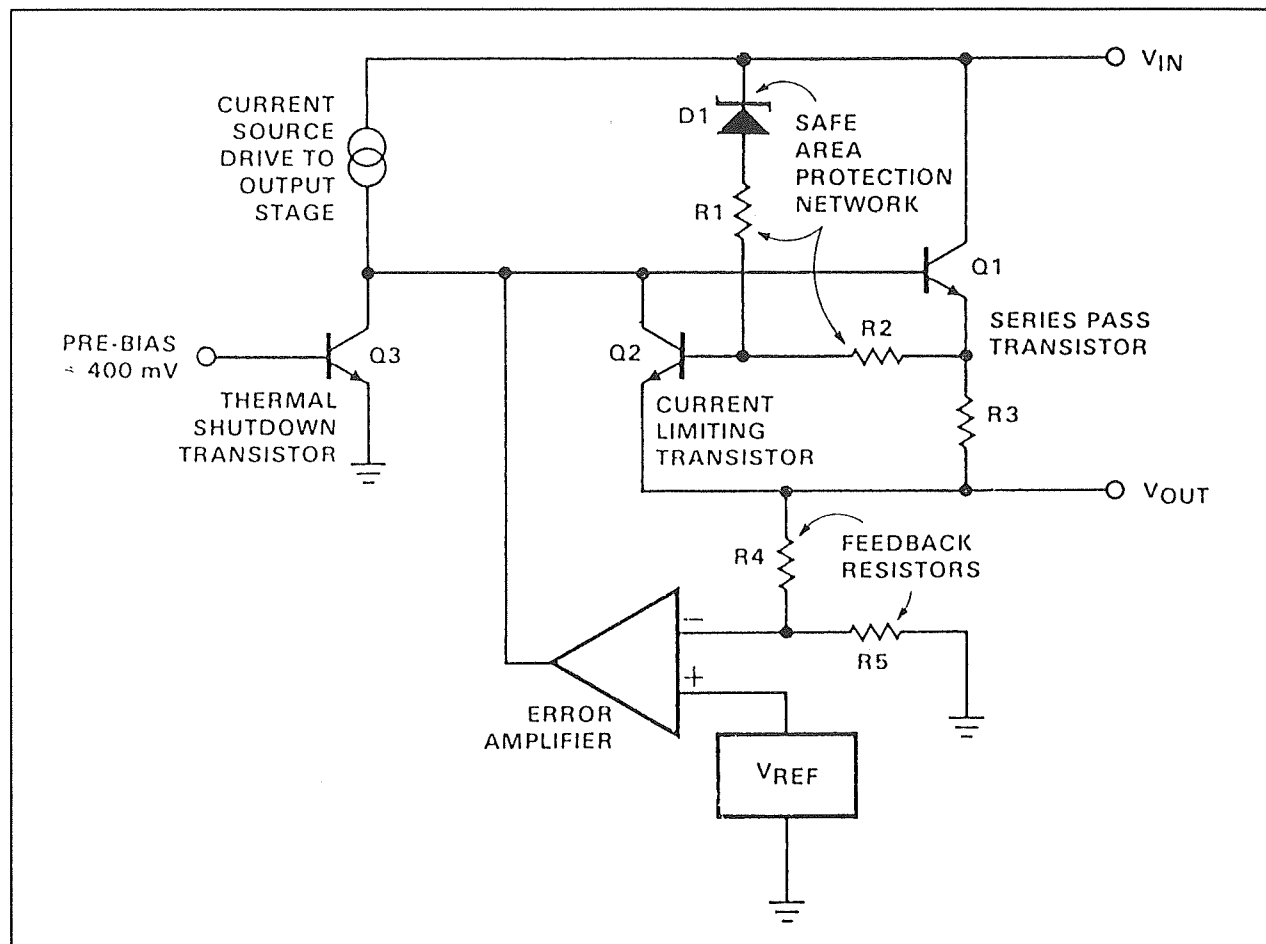 VIN
CURRENT
SOURCE
DRIVE TO
OUTPUT
STAGE
D1
SAFE
AREA
PROTECTION
NETWORK
R1
Q1
SERIES PASS
TRANSISTOR
R2
PRE-BIAS
≈ 400 mV
Q3
Q2
THERMAL
SHUTDOWN
TRANSISTOR
CURRENT
LIMITING
TRANSISTOR
R3
VOUT
R4
FEEDBACK
RESISTORS
−
R5
+
ERROR
AMPLIFIER
VREF